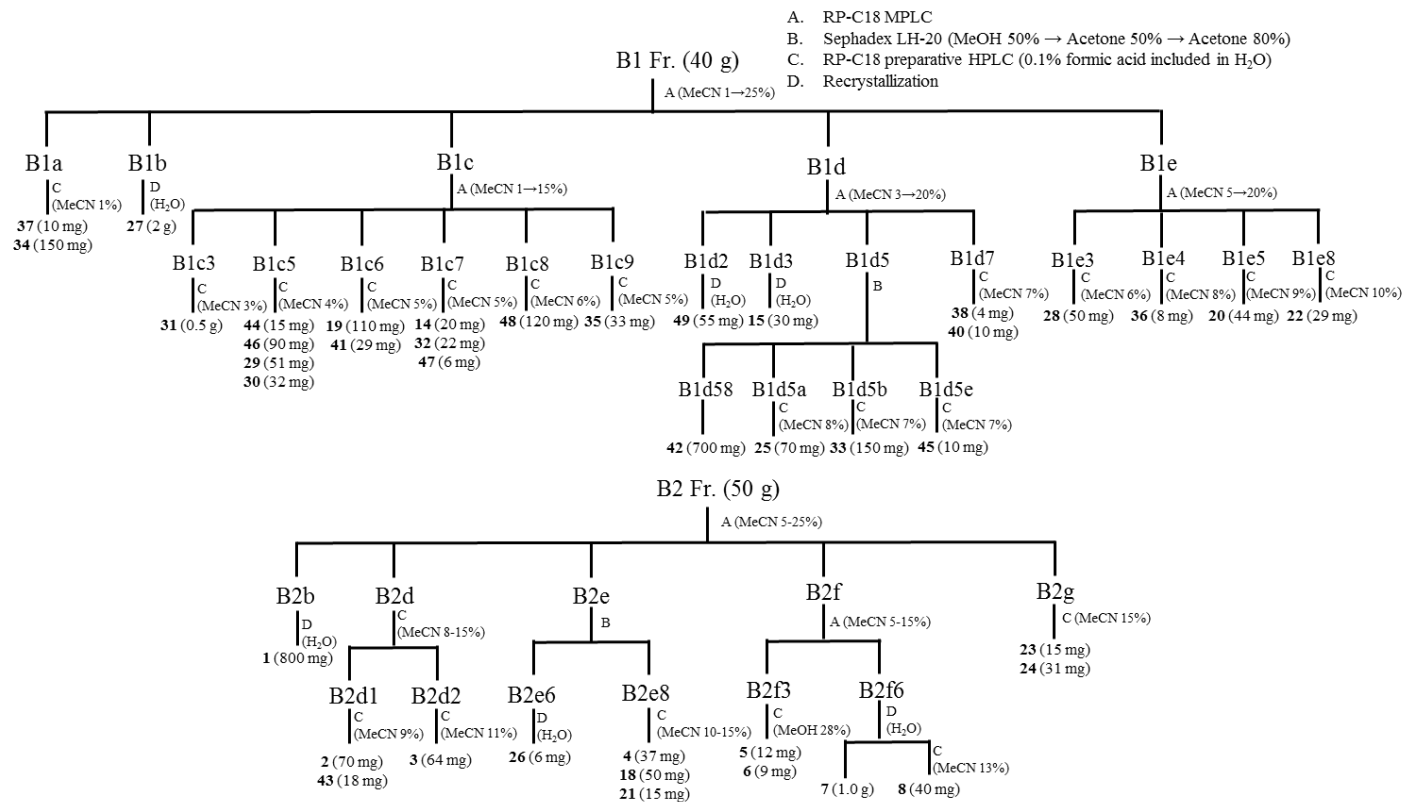 A. RP-C18 MPLC
B. Sephadex LH-20 (MeOH 50% → Acetone 50% → Acetone 80%)
C. RP-C18 preparative HPLC (0.1% formic acid included in H₂O)
D. Recrystallization
B1 Fr. (40 g)
A (MeCN 1→25%)
B1a
C
(MeCN 1%)
37 (10 mg)
34 (150 mg)
B1b
D
(H₂O)
27 (2 g)
B1c
A (MeCN 1→15%)
B1c3
C
(MeCN 3%)
31 (0.5 g)
B1c5
C
(MeCN 4%)
44 (15 mg)
46 (90 mg)
29 (51 mg)
30 (32 mg)
B1c6
C
(MeCN 5%)
19 (110 mg)
41 (29 mg)
B1c7
C
(MeCN 5%)
14 (20 mg)
32 (22 mg)
47 (6 mg)
B1c8
C
(MeCN 6%)
48 (120 mg)
B1c9
C
(MeCN 5%)
35 (33 mg)
B1d
A (MeCN 3→20%)
B1d2
D
(H₂O)
49 (55 mg)
B1d3
D
(H₂O)
15 (30 mg)
B1d5
B
B1d58
42 (700 mg)
B1d5a
C
(MeCN 8%)
25 (70 mg)
B1d5b
C
(MeCN 7%)
33 (150 mg)
B1d5e
C
(MeCN 7%)
45 (10 mg)
B1d7
C
(MeCN 7%)
38 (4 mg)
40 (10 mg)
B1e
A (MeCN 5→20%)
B1e3
C
(MeCN 6%)
28 (50 mg)
B1e4
C
(MeCN 8%)
36 (8 mg)
B1e5
C
(MeCN 9%)
20 (44 mg)
B1e8
C
(MeCN 10%)
22 (29 mg)
B2 Fr. (50 g)
A (MeCN 5-25%)
B2b
D
(H₂O)
1 (800 mg)
B2d
C
(MeCN 8-15%)
B2d1
C
(MeCN 9%)
2 (70 mg)
43 (18 mg)
B2d2
C
(MeCN 11%)
3 (64 mg)
B2e
B
B2e6
D
(H₂O)
26 (6 mg)
B2e8
C
(MeCN 10-15%)
4 (37 mg)
18 (50 mg)
21 (15 mg)
B2f
A (MeCN 5-15%)
B2f3
C
(MeOH 28%)
5 (12 mg)
6 (9 mg)
B2f6
D
(H₂O)
7 (1.0 g)
C
(MeCN 13%)
8 (40 mg)
B2g
C (MeCN 15%)
23 (15 mg)
24 (31 mg)